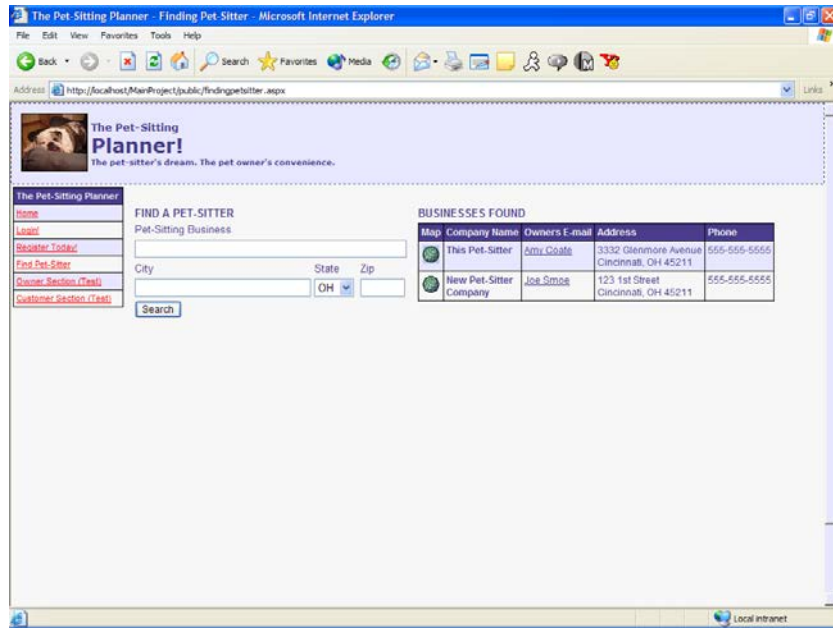 The Pet-Sitting Planner - Finding Pet-Sitter - Microsoft Internet Explorer
File Edit View Favorites Tools Help
Back Search Favorites Media
Address http://localhost/MainProject/public/findingpetsitter.aspx Links
The Pet-Sitting
Planner!
The pet-sitter's dream. The pet owner's convenience.
The Pet-Sitting Planner
Home
Login!
Register Today!
Find Pet-Sitter
Owner Section (Test)
Customer Section (Test)
FIND A PET-SITTER
Pet-Sitting Business
City State Zip
OH
Search
BUSINESSES FOUND
Map Company Name Owners E-mail Address Phone
This Pet-Sitter Amy Coate 3332 Glenmore Avenue 555-555-5555
Cincinnati, OH 45211
New Pet-Sitter Joe Smoe 123 1st Street 555-555-5555
Company Cincinnati, OH 45211
Local intranet